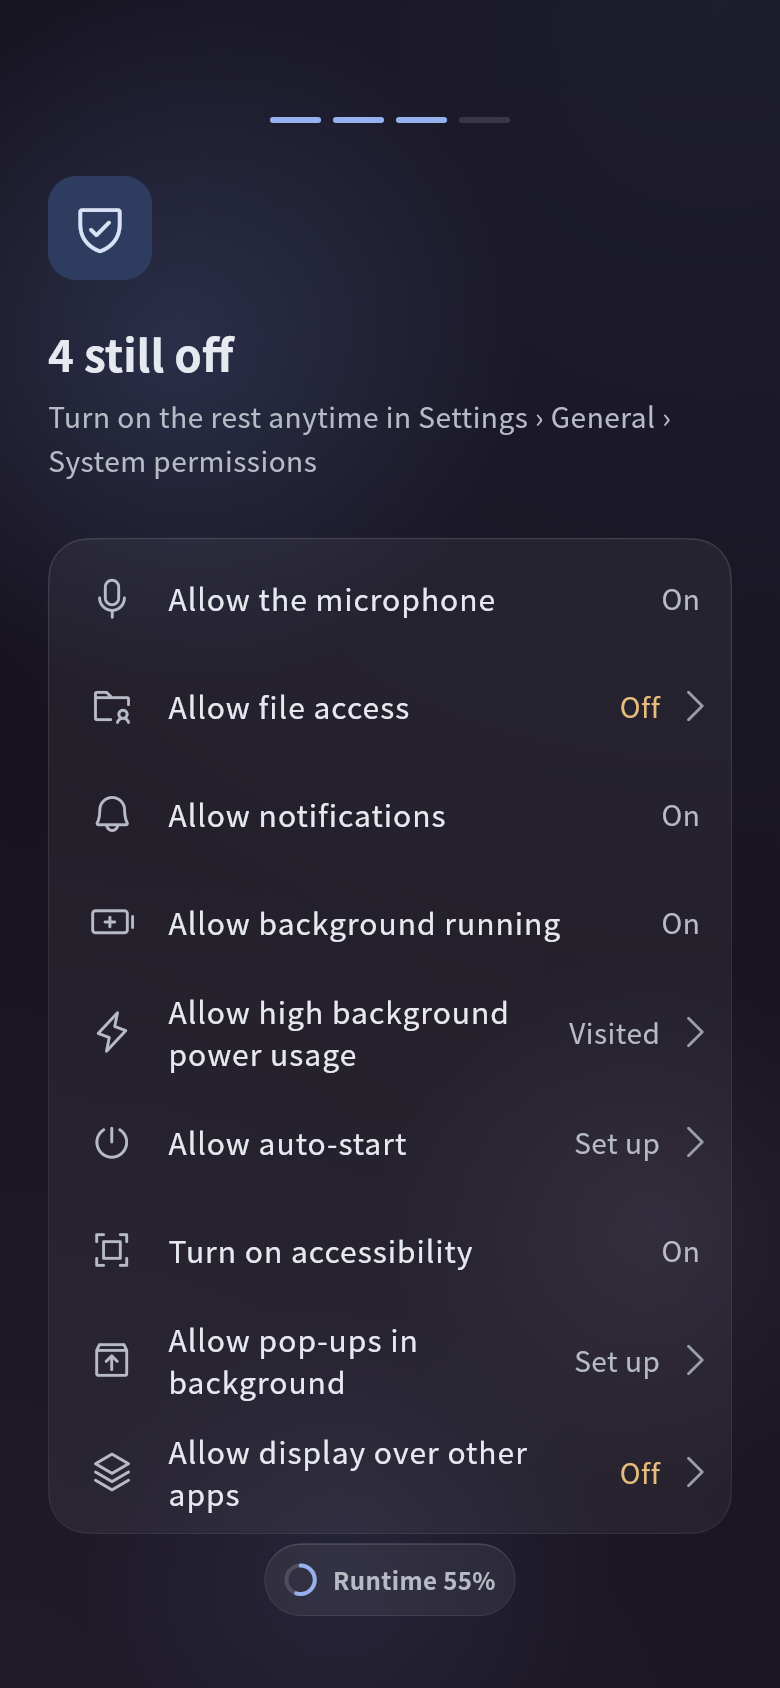 4 still off
Turn on the rest anytime in Settings › General ›
System permissions
Allow the microphone
On
Allow file access
Off
Allow notifications
On
Allow background running
On
Allow high background
power usage
Visited
Allow auto-start
Set up
Turn on accessibility
On
Allow pop-ups in
background
Set up
Allow display over other
apps
Off
Runtime 55%